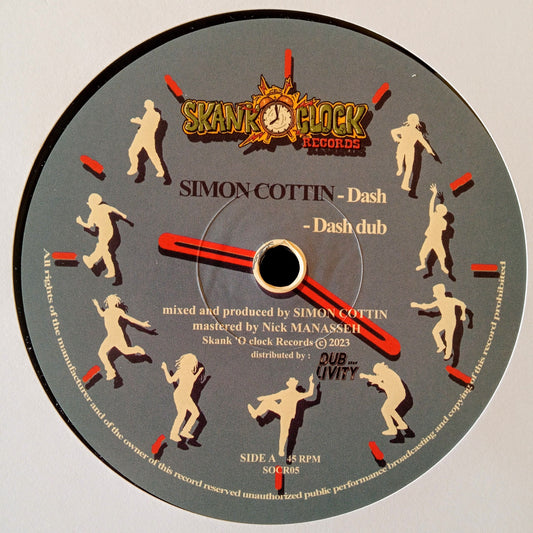 SKANK O'CLOCK
RECORDS
SIMON COTTIN - Dash
- Dash dub
mixed and produced by SIMON COTTIN
mastered by Nick MANASSEH
Skank 'O clock Records © 2023
distributed by :
DUB
LIVITY
SIDE A 45 RPM
SOCR05
All rights of the manufacturer and of the owner of this record reserved unauthorized public performance broadcasting and copying of this record prohibited